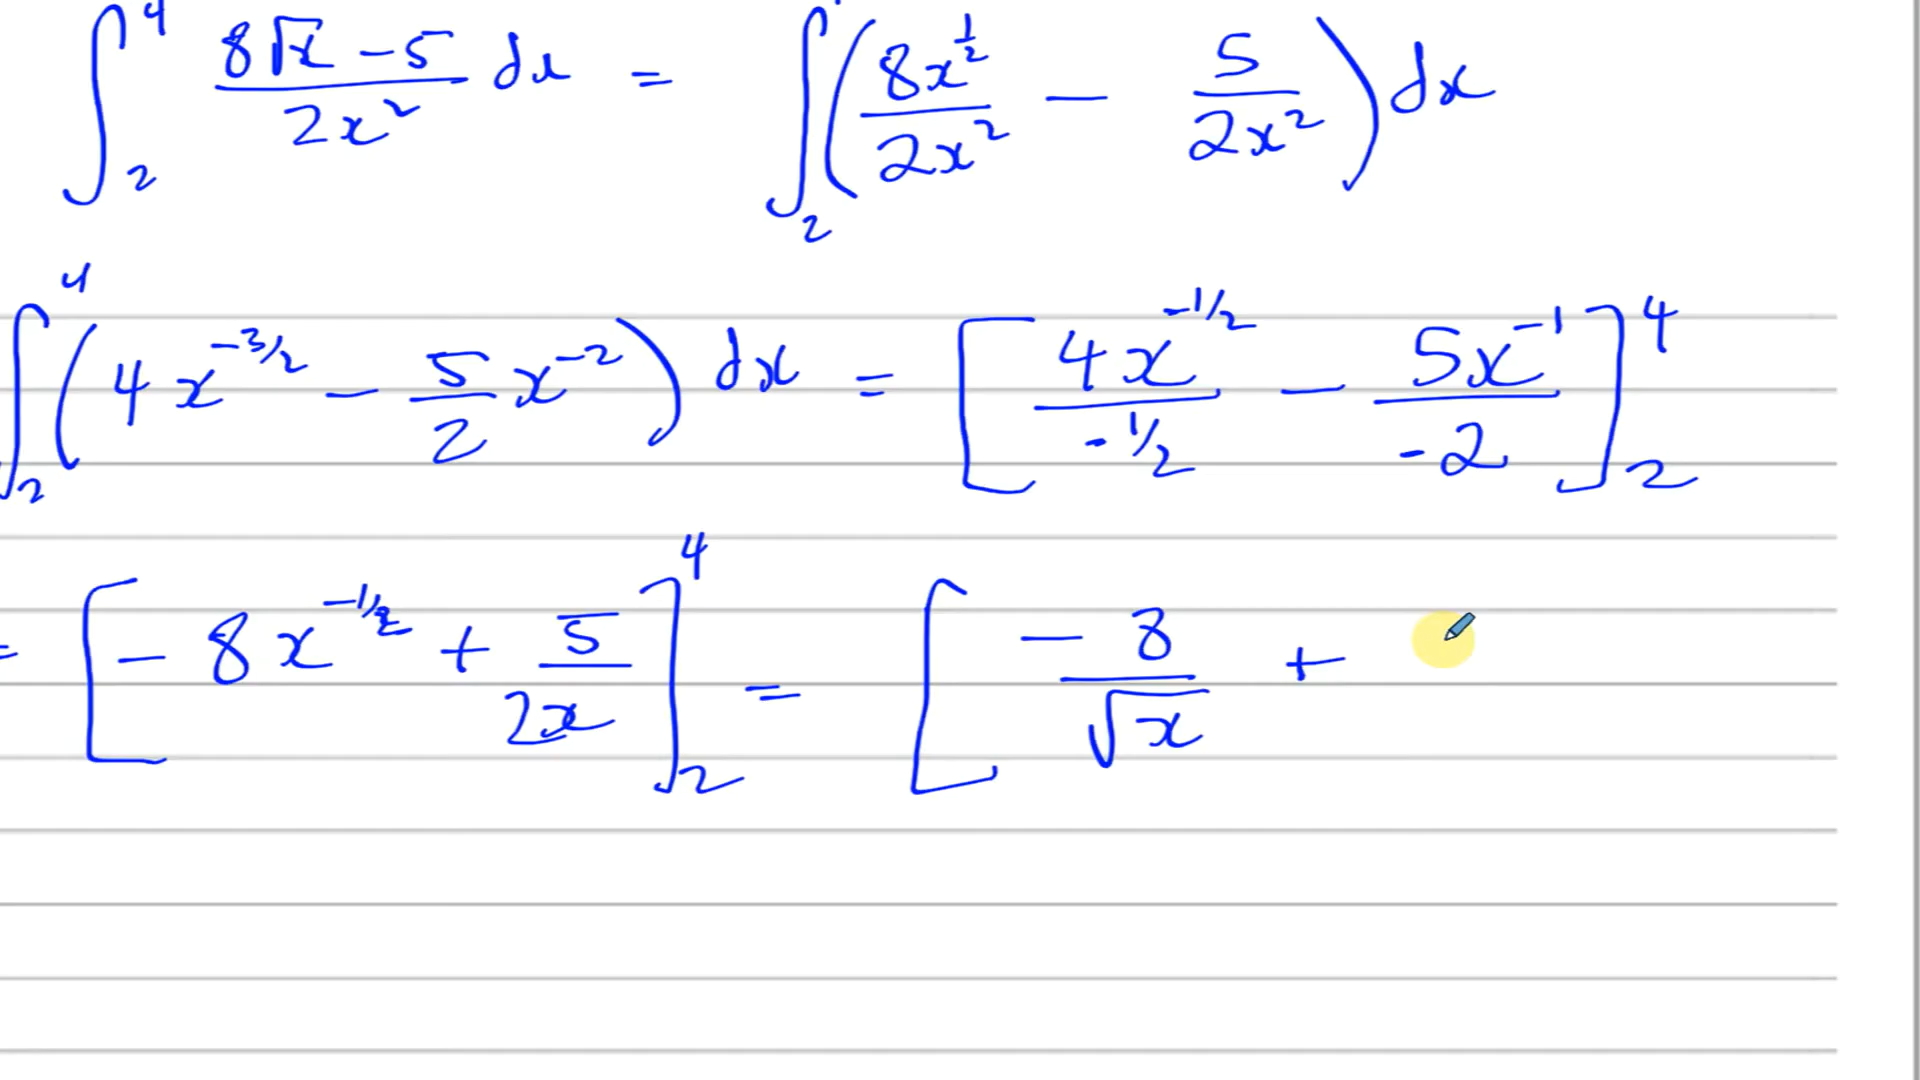 ∫₂⁴ (8√x − 5)/(2x²) dx = ∫₂ (8x^(1/2)/(2x²) − 5/(2x²)) dx
∫₂⁴ (4x^(−3/2) − (5/2)x^(−2)) dx = [4x^(−1/2)/(−1/2) − 5x^(−1)/(−2)]₂⁴
= [−8x^(−1/2) + 5/(2x)]₂⁴ = [−8/√x +